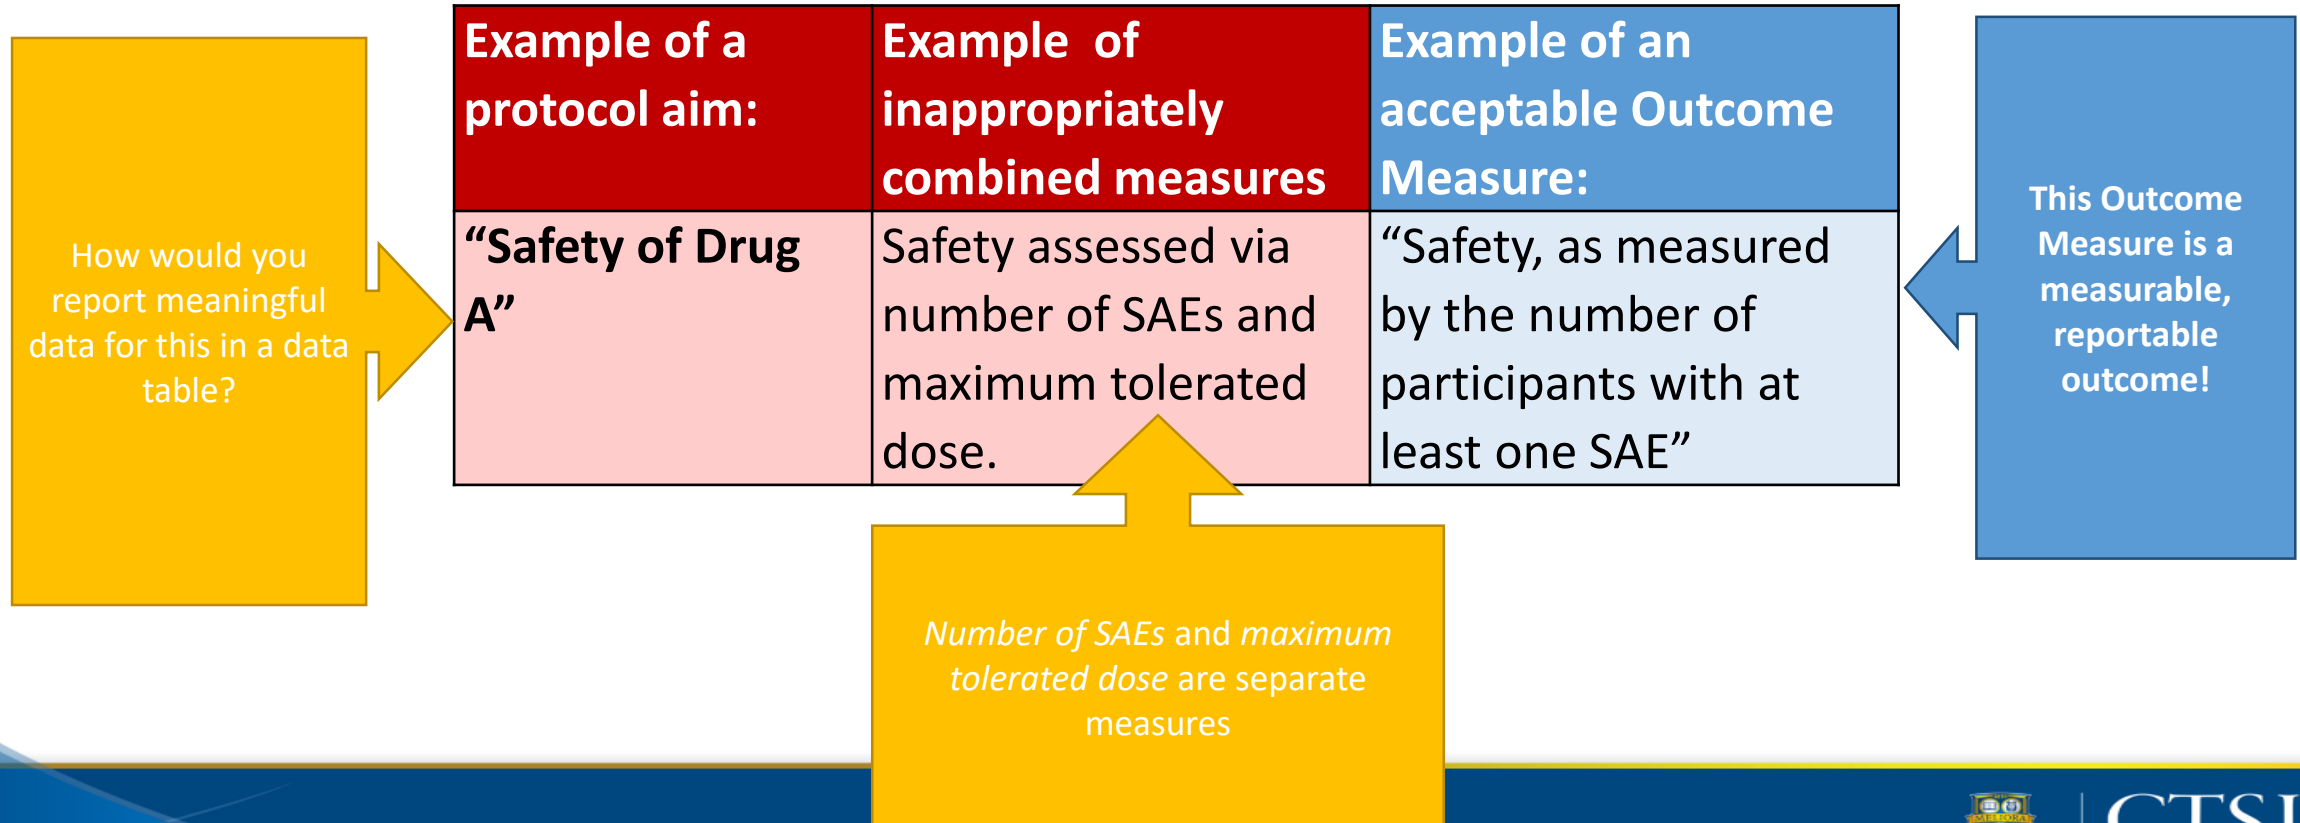 How would you
report meaningful
data for this in a data
table?
Example of a
protocol aim:
Example of
inappropriately
combined measures
Example of an
acceptable Outcome
Measure:
“Safety of Drug
A”
Safety assessed via
number of SAEs and
maximum tolerated
dose.
“Safety, as measured
by the number of
participants with at
least one SAE”
This Outcome
Measure is a
measurable,
reportable
outcome!
Number of SAEs and maximum
tolerated dose are separate
measures
MELIORA
CTSI